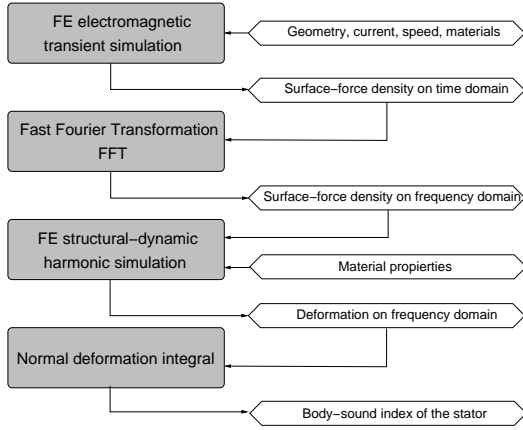 FE electromagnetic
transient simulation
Geometry, current, speed, materials
Surface−force density on time domain
Fast Fourier Transformation
FFT
Surface−force density on frequency domain
FE structural−dynamic
harmonic simulation
Material propierties
Deformation on frequency domain
Normal deformation integral
Body−sound index of the stator